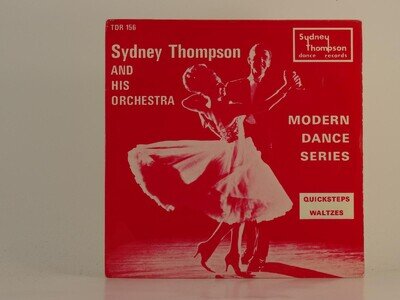 TDR 156
Sydney Thompson
AND
HIS
ORCHESTRA
Sydney
Thompson
dance records
MODERN
DANCE
SERIES
QUICKSTEPS
WALTZES